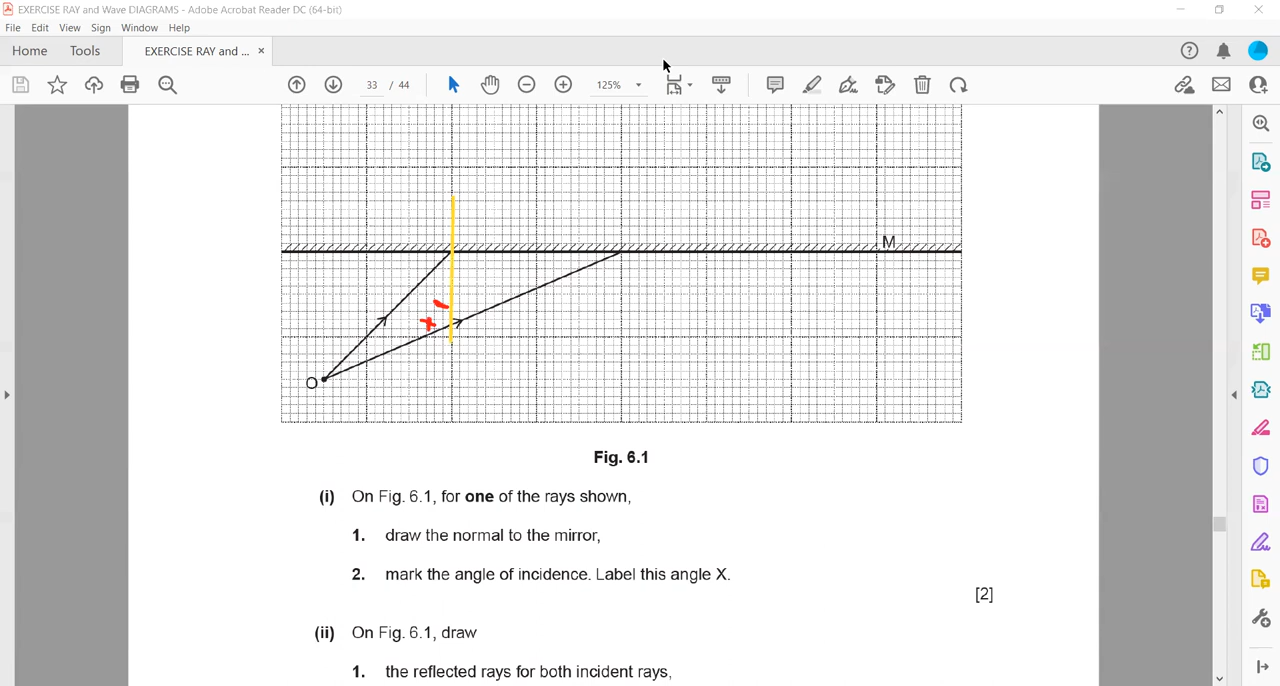 EXERCISE RAY and Wave DIAGRAMS - Adobe Acrobat Reader DC (64-bit)
File Edit View Sign Window Help
Home Tools EXERCISE RAY and ... ×
33 / 44 125%
M
X
O
Fig. 6.1
(i) On Fig. 6.1, for one of the rays shown,
1. draw the normal to the mirror,
2. mark the angle of incidence. Label this angle X.
[2]
(ii) On Fig. 6.1, draw
1. the reflected rays for both incident rays,